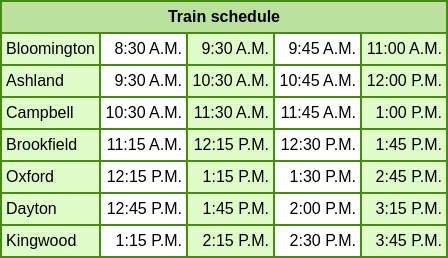 Train schedule
Bloomington 8:30 A.M. 9:30 A.M. 9:45 A.M. 11:00 A.M.
Ashland 9:30 A.M. 10:30 A.M. 10:45 A.M. 12:00 P.M.
Campbell 10:30 A.M. 11:30 A.M. 11:45 A.M. 1:00 P.M.
Brookfield 11:15 A.M. 12:15 P.M. 12:30 P.M. 1:45 P.M.
Oxford 12:15 P.M. 1:15 P.M. 1:30 P.M. 2:45 P.M.
Dayton 12:45 P.M. 1:45 P.M. 2:00 P.M. 3:15 P.M.
Kingwood 1:15 P.M. 2:15 P.M. 2:30 P.M. 3:45 P.M.